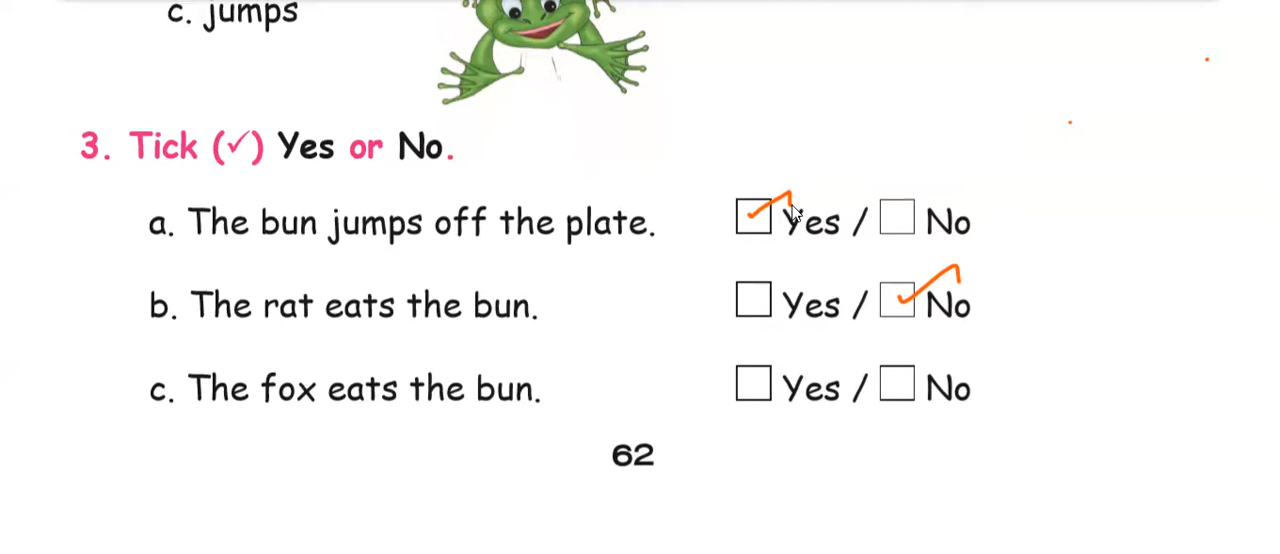 c. jumps
3. Tick (✓) Yes or No.
a. The bun jumps off the plate. Yes / No
b. The rat eats the bun. Yes / No
c. The fox eats the bun. Yes / No
62